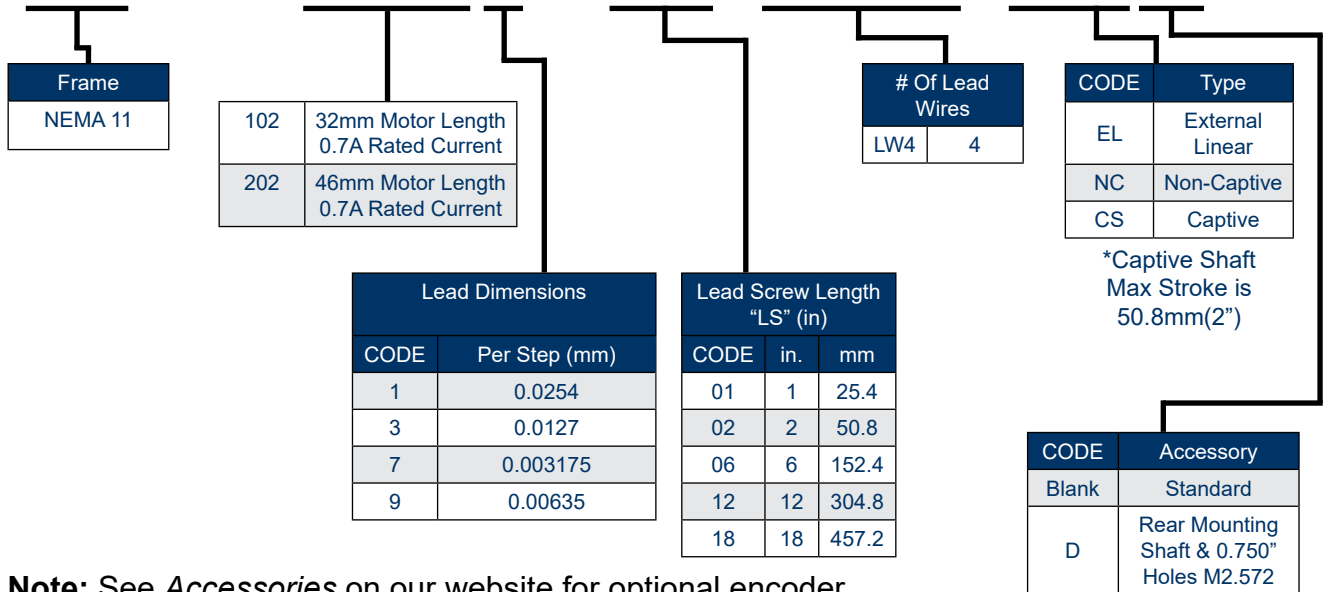 Frame
NEMA 11
102 32mm Motor Length
0.7A Rated Current
202 46mm Motor Length
0.7A Rated Current
# Of Lead
Wires
LW4 4
CODE Type
EL External
Linear
NC Non-Captive
CS Captive
*Captive Shaft
Max Stroke is
50.8mm(2")
Lead Dimensions
CODE Per Step (mm)
1 0.0254
3 0.0127
7 0.003175
9 0.00635
Lead Screw Length
“LS” (in)
CODE in. mm
01 1 25.4
02 2 50.8
06 6 152.4
12 12 304.8
18 18 457.2
CODE Accessory
Blank Standard
D Rear Mounting
Shaft & 0.750”
Holes M2.572
Note: See Accessories on our website for optional encoder